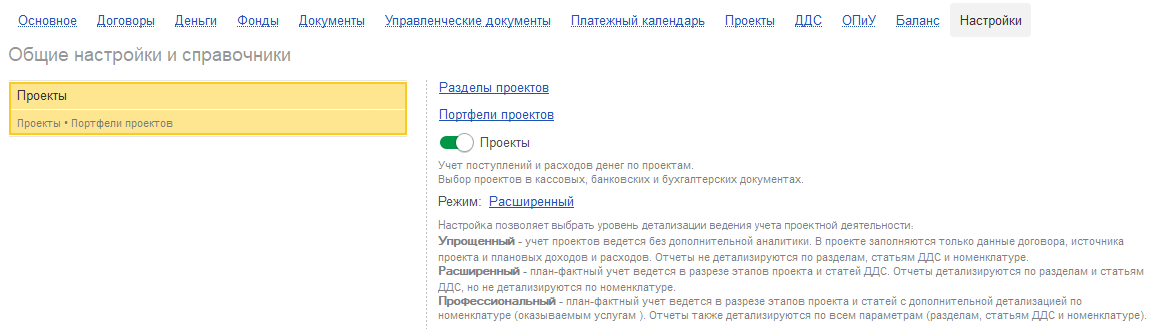 Основное Договоры Деньги Фонды Документы Управленческие документы Платежный календарь Проекты ДДС ОПиУ Баланс Настройки
Общие настройки и справочники
Проекты
Проекты • Портфели проектов
Разделы проектов
Портфели проектов
Проекты
Учет поступлений и расходов денег по проектам.
Выбор проектов в кассовых, банковских и бухгалтерских документах.
Режим: Расширенный
Настройка позволяет выбрать уровень детализации ведения учета проектной деятельности:
Упрощенный - учет проектов ведется без дополнительной аналитики. В проекте заполняются только данные договора, источника
проекта и плановых доходов и расходов. Отчеты не детализируются по разделам, статьям ДДС и номенклатуре.
Расширенный - план-фактный учет ведется в разрезе этапов проекта и статей ДДС. Отчеты детализируются по разделам и статьям
ДДС, но не детализируются по номенклатуре.
Профессиональный - план-фактный учет ведется в разрезе этапов проекта и статей с дополнительной детализацией по
номенклатуре (оказываемым услугам ). Отчеты также детализируются по всем параметрам (разделам, статьям ДДС и номенклатуре).